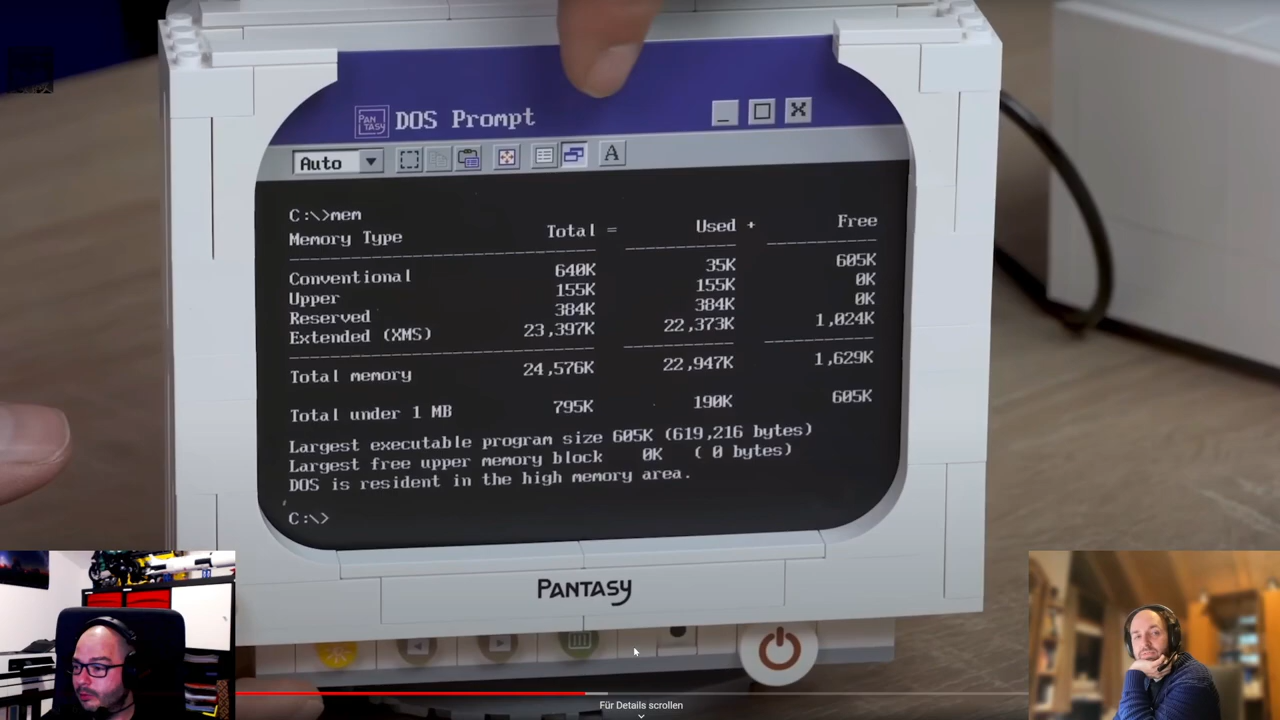 PANTASY DOS Prompt
Auto
A
C:\>mem
Memory Type Total = Used + Free
Conventional 640K 35K 605K
Upper 155K 155K 0K
Reserved 384K 384K 0K
Extended (XMS) 23,397K 22,373K 1,024K
Total memory 24,576K 22,947K 1,629K
Total under 1 MB 795K 190K 605K
Largest executable program size 605K (619,216 bytes)
Largest free upper memory block 0K ( 0 bytes)
DOS is resident in the high memory area.
C:\>
PANTASY
Für Details scrollen